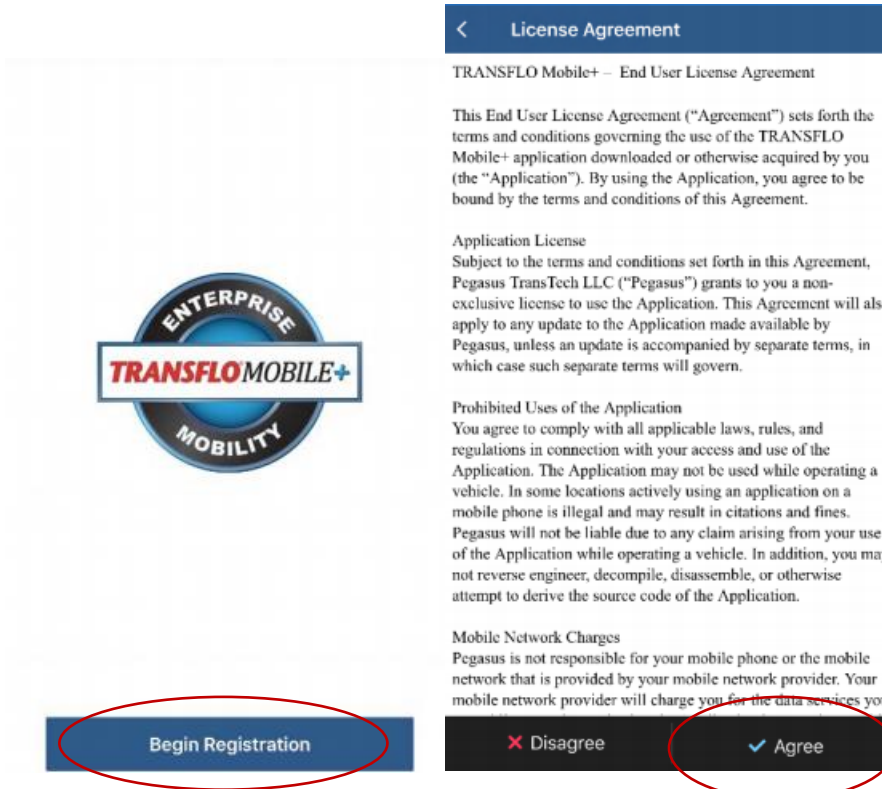 ENTERPRISE
TRANSFLO MOBILE+
MOBILITY
Begin Registration
License Agreement
TRANSFLO Mobile+ – End User License Agreement
This End User License Agreement (“Agreement”) sets forth the
terms and conditions governing the use of the TRANSFLO
Mobile+ application downloaded or otherwise acquired by you
(the “Application”). By using the Application, you agree to be
bound by the terms and conditions of this Agreement.
Application License
Subject to the terms and conditions set forth in this Agreement,
Pegasus TransTech LLC (“Pegasus”) grants to you a non-
exclusive license to use the Application. This Agreement will als
apply to any update to the Application made available by
Pegasus, unless an update is accompanied by separate terms, in
which case such separate terms will govern.
Prohibited Uses of the Application
You agree to comply with all applicable laws, rules, and
regulations in connection with your access and use of the
Application. The Application may not be used while operating a
vehicle. In some locations actively using an application on a
mobile phone is illegal and may result in citations and fines.
Pegasus will not be liable due to any claim arising from your use
of the Application while operating a vehicle. In addition, you may
not reverse engineer, decompile, disassemble, or otherwise
attempt to derive the source code of the Application.
Mobile Network Charges
Pegasus is not responsible for your mobile phone or the mobile
network that is provided by your mobile network provider. Your
mobile network provider will charge you for the data services you
Disagree
Agree